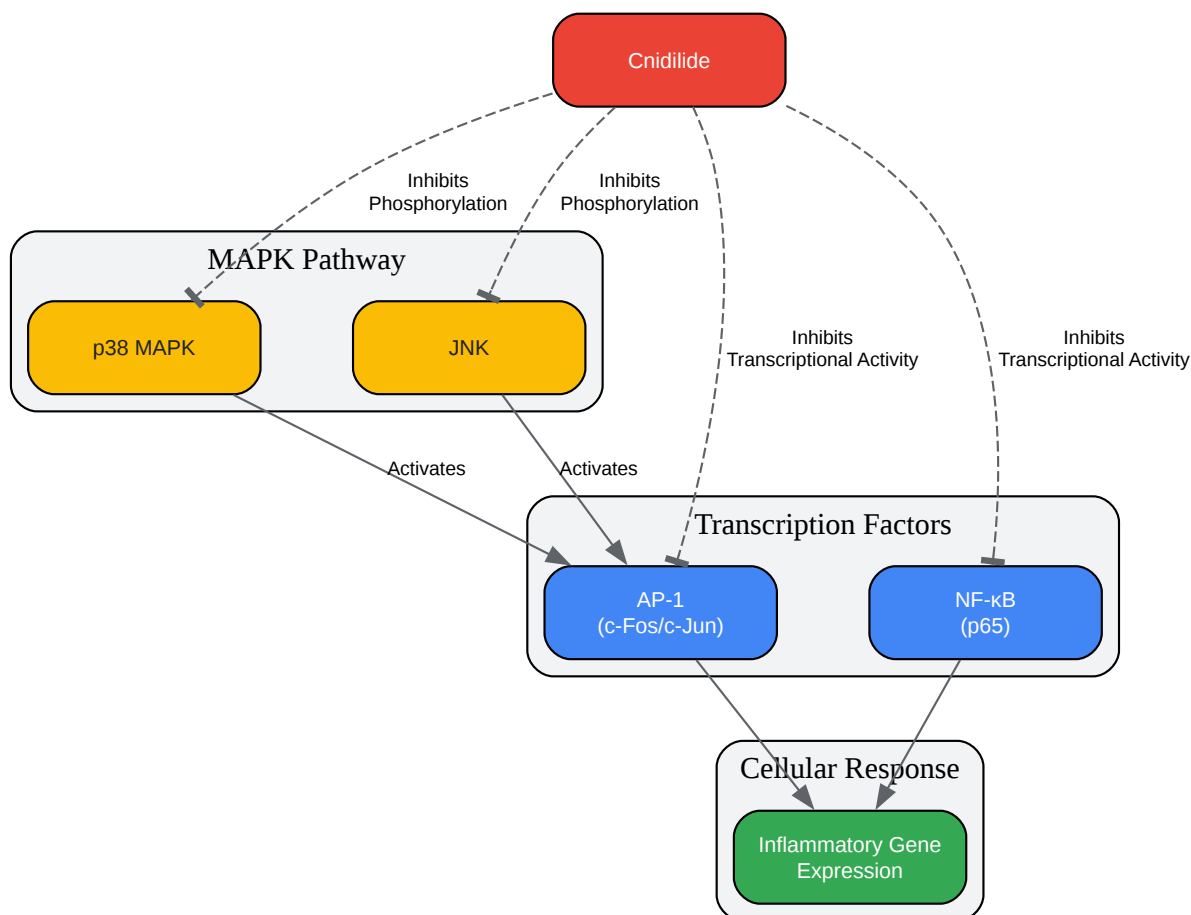 Cnidilide
Inhibits
Phosphorylation
Inhibits
Phosphorylation
MAPK Pathway
p38 MAPK
JNK
Inhibits
Transcriptional Activity
Inhibits
Transcriptional Activity
Activates
Activates
Transcription Factors
AP-1
(c-Fos/c-Jun)
NF-κB
(p65)
Cellular Response
Inflammatory Gene
Expression